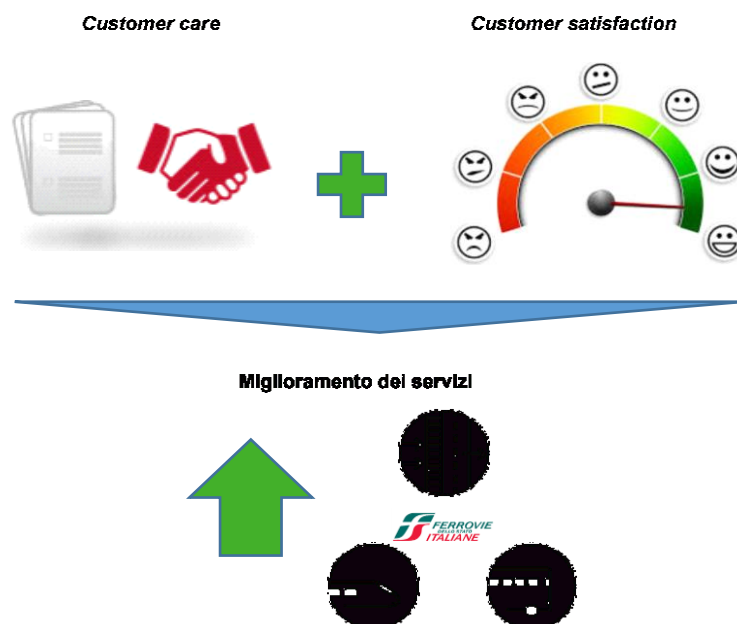 Customer care
Customer satisfaction
Miglioramento dei servizi
FERROVIE
DELLO STATO
ITALIANE